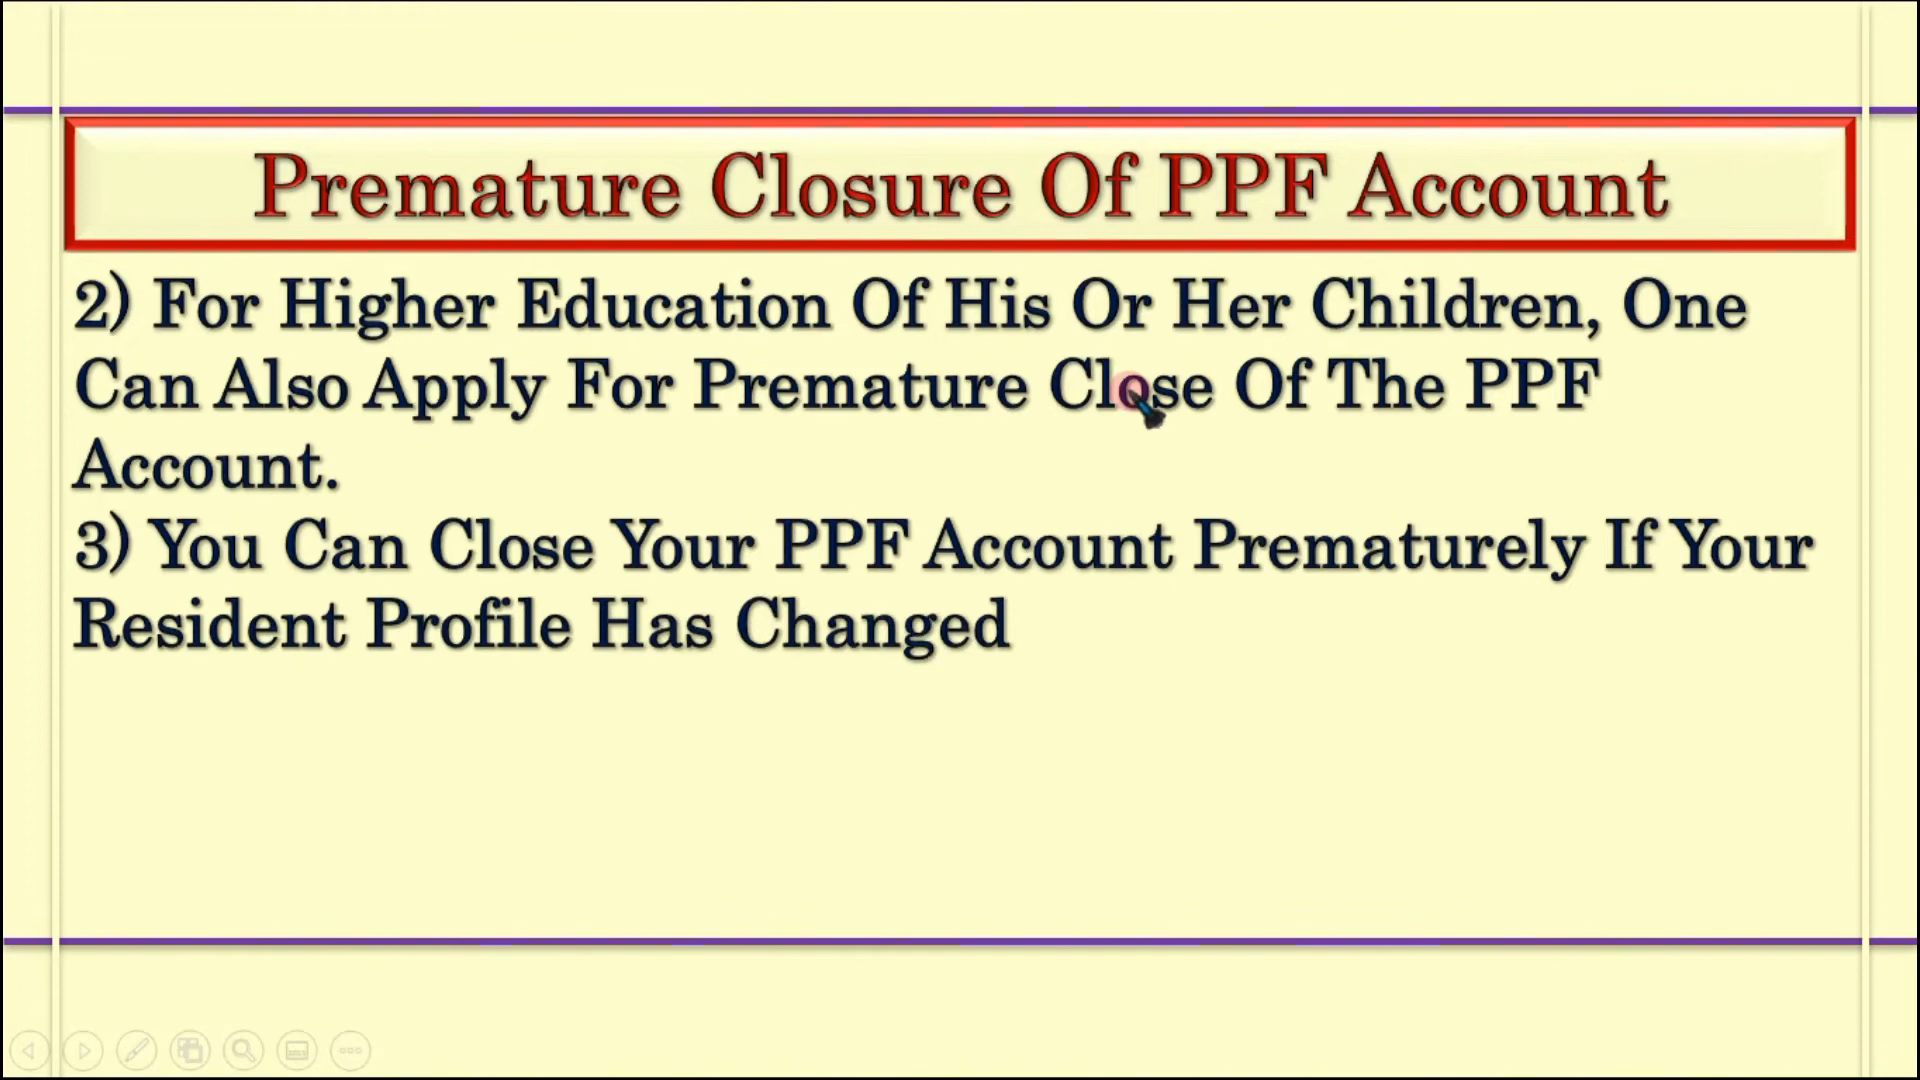 Premature Closure Of PPF Account
2) For Higher Education Of His Or Her Children, One
Can Also Apply For Premature Close Of The PPF
Account.
3) You Can Close Your PPF Account Prematurely If Your
Resident Profile Has Changed